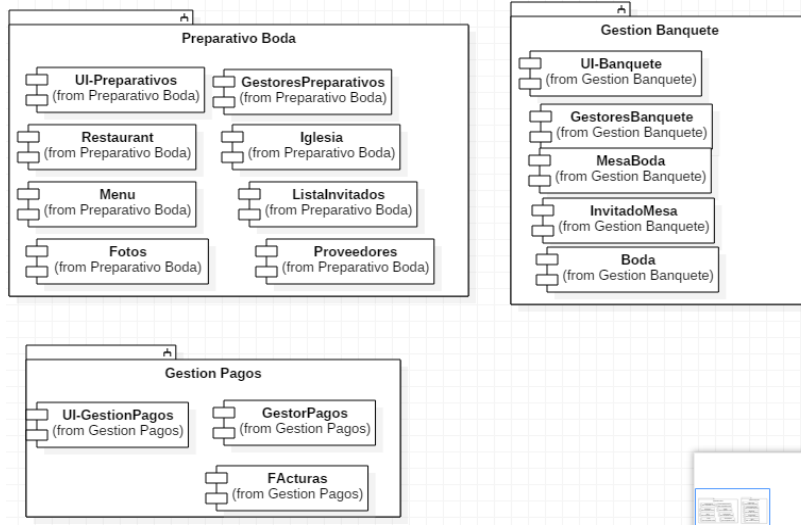 Preparativo Boda
UI-Preparativos
(from Preparativo Boda)
GestoresPreparativos
(from Preparativo Boda)
Restaurant
(from Preparativo Boda)
Iglesia
(from Preparativo Boda)
Menu
(from Preparativo Boda)
ListaInvitados
(from Preparativo Boda)
Fotos
(from Preparativo Boda)
Proveedores
(from Preparativo Boda)
Gestion Banquete
UI-Banquete
(from Gestion Banquete)
GestoresBanquete
(from Gestion Banquete)
MesaBoda
(from Gestion Banquete)
InvitadoMesa
(from Gestion Banquete)
Boda
(from Gestion Banquete)
Gestion Pagos
UI-GestionPagos
(from Gestion Pagos)
GestorPagos
(from Gestion Pagos)
FActuras
(from Gestion Pagos)